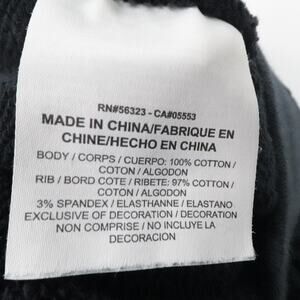 RN#56323 - CA#05553
MADE IN CHINA/FABRIQUE EN
CHINE/HECHO EN CHINA
BODY / CORPS / CUERPO: 100% COTTON /
COTON / ALGODON
RIB / BORD COTE / RIBETE: 97% COTTON /
COTON / ALGODON
3% SPANDEX / ELASTHANNE / ELASTANO
EXCLUSIVE OF DECORATION / DECORATION
NON COMPRISE / NO INCLUYE LA
DECORACION